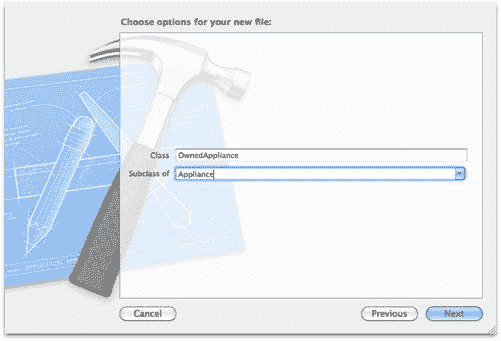 Choose options for your new file:
Class OwnedAppliance
Subclass of Appliance
Cancel Previous Next